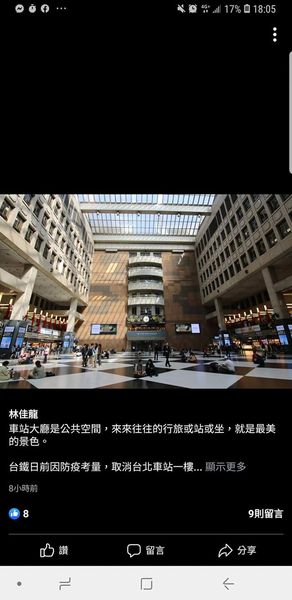 4G+ 17% 18:05
林佳龍
車站大廳是公共空間，來來往往的行旅或站或坐，就是最美
的景色。
台鐵日前因防疫考量，取消台北車站一樓... 顯示更多
8小時前
8 9則留言
讚 留言 分享